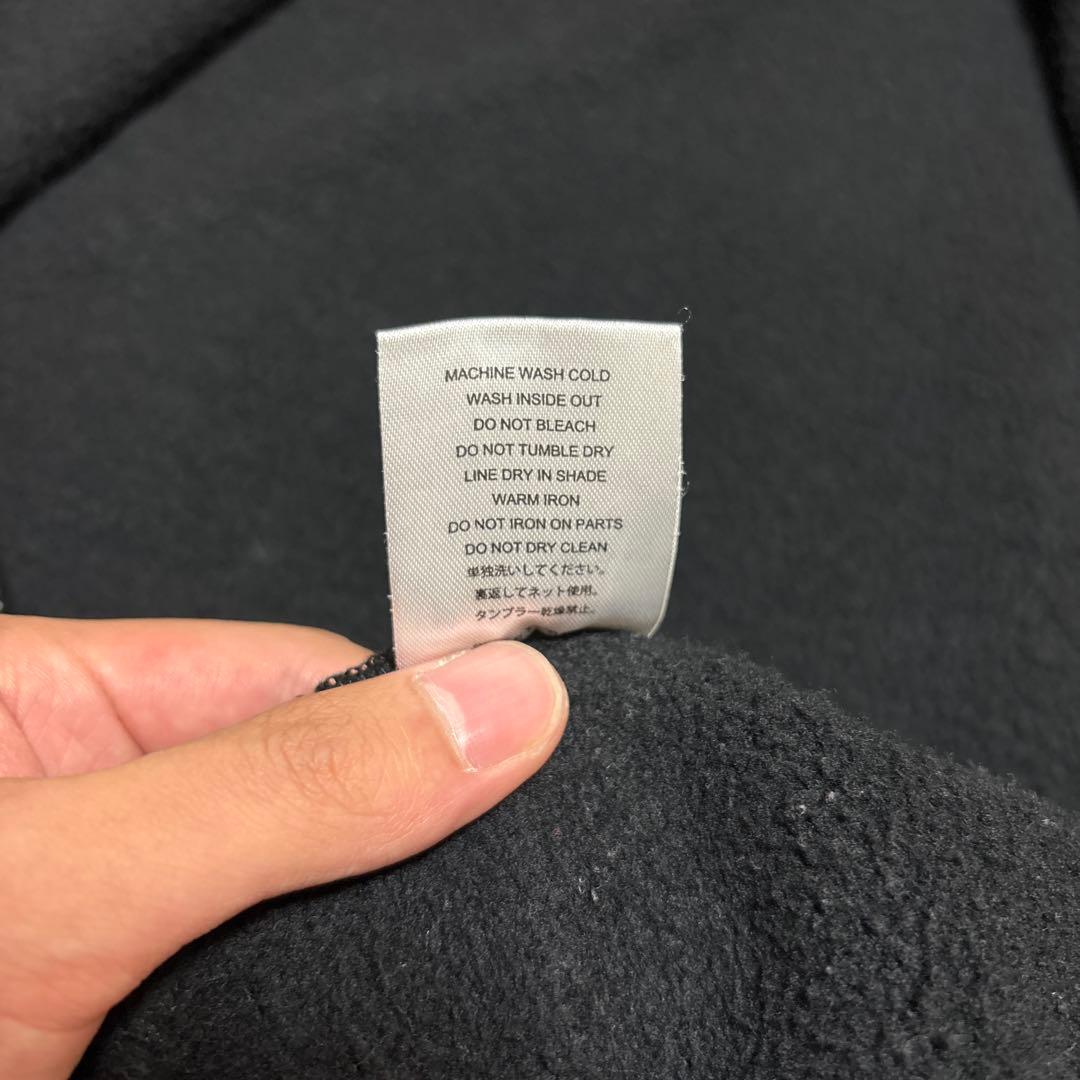 MACHINE WASH COLD
WASH INSIDE OUT
DO NOT BLEACH
DO NOT TUMBLE DRY
LINE DRY IN SHADE
WARM IRON
DO NOT IRON ON PARTS
DO NOT DRY CLEAN
単独洗いしてください。
裏返してネット使用。
タンブラー乾燥禁止。